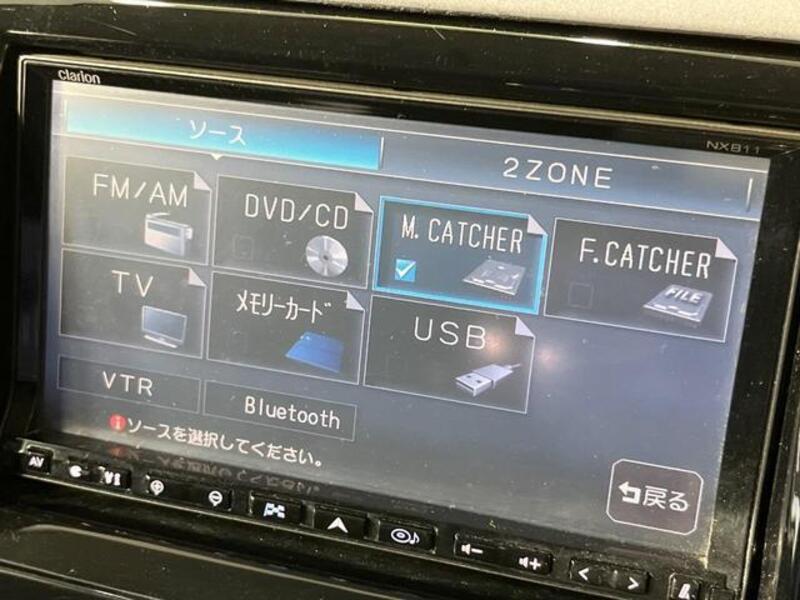 clarion
NX811
ソース
2ZONE
FM/AM
DVD/CD
M. CATCHER
F.CATCHER
FILE
TV
メモリーカード
USB
VTR
Bluetooth
ソースを選択してください。
戻る
AV